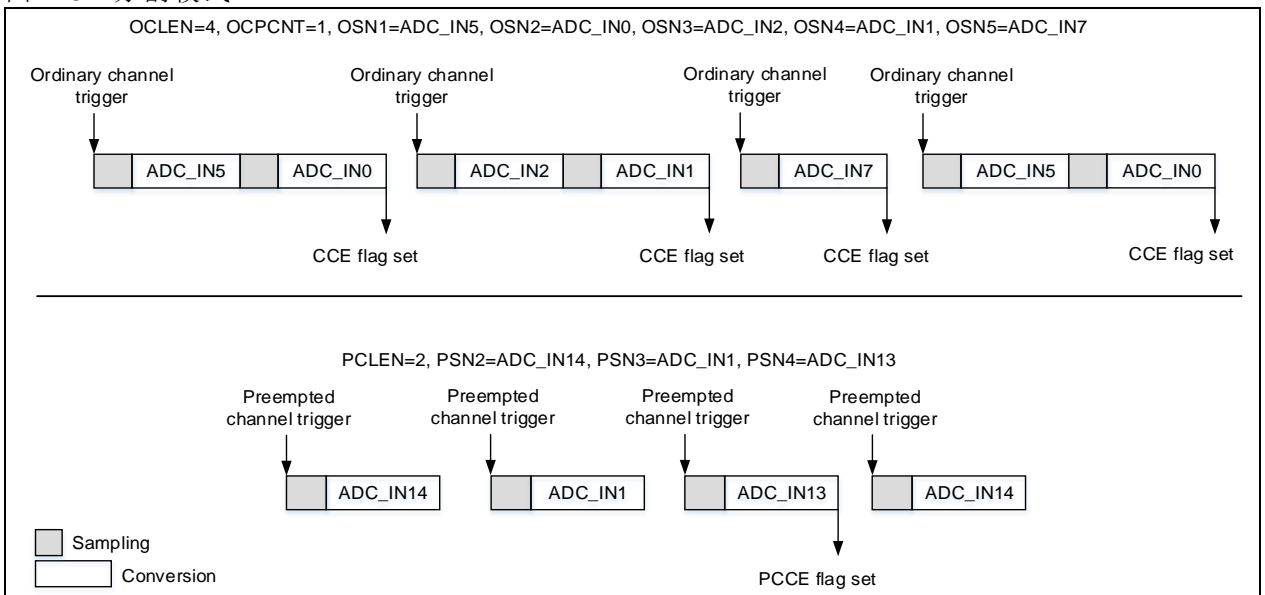 OCLEN=4, OCPCNT=1, OSN1=ADC_IN5, OSN2=ADC_IN0, OSN3=ADC_IN2, OSN4=ADC_IN1, OSN5=ADC_IN7
Ordinary channel
trigger
Ordinary channel
trigger
Ordinary channel
trigger
Ordinary channel
trigger
ADC_IN5
ADC_IN0
ADC_IN2
ADC_IN1
ADC_IN7
ADC_IN5
ADC_IN0
CCE flag set
CCE flag set
CCE flag set
CCE flag set
PCLEN=2, PSN2=ADC_IN14, PSN3=ADC_IN1, PSN4=ADC_IN13
Preempted
channel trigger
Preempted
channel trigger
Preempted
channel trigger
Preempted
channel trigger
ADC_IN14
ADC_IN1
ADC_IN13
ADC_IN14
Sampling
Conversion
PCCE flag set